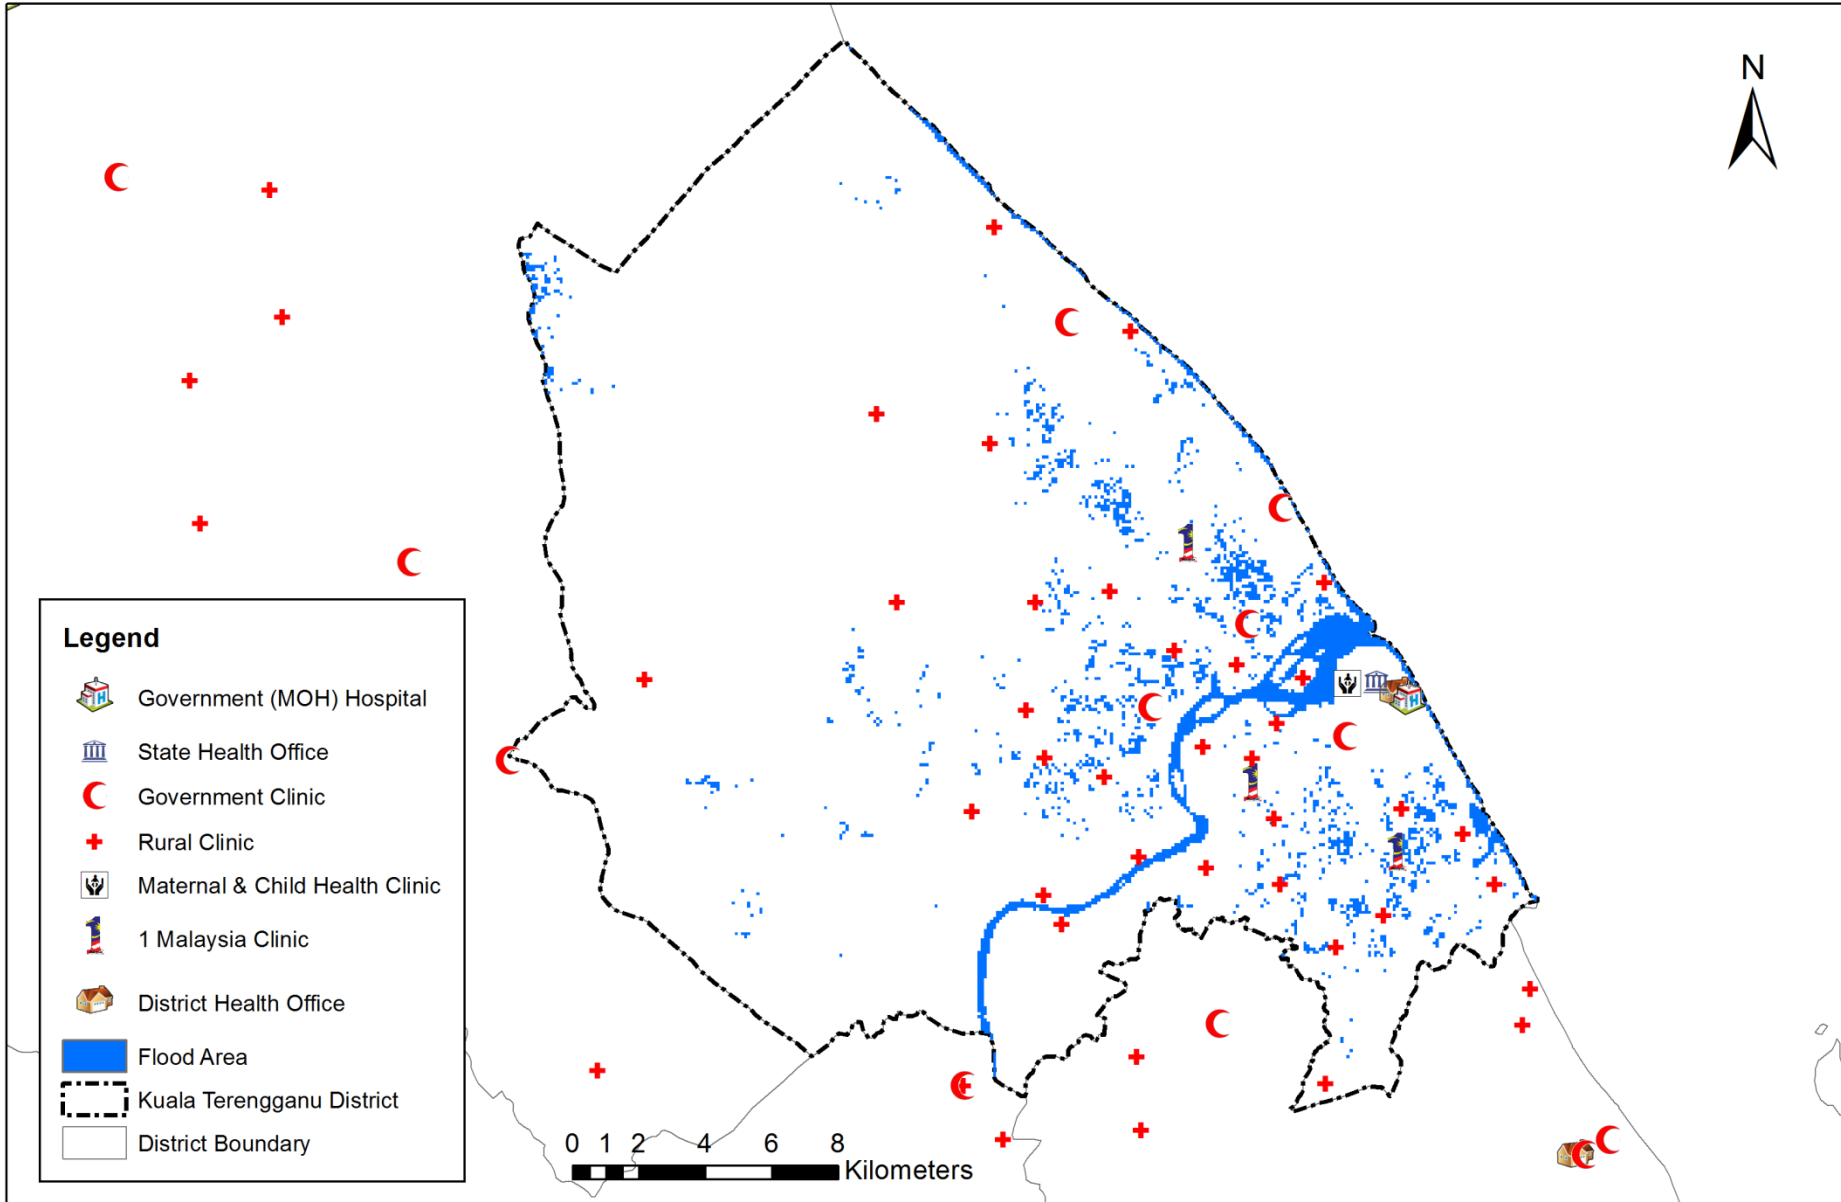 N
Legend
Government (MOH) Hospital
State Health Office
Government Clinic
Rural Clinic
Maternal & Child Health Clinic
1 Malaysia Clinic
District Health Office
Flood Area
Kuala Terengganu District
District Boundary
0 1 2 4 6 8
Kilometers